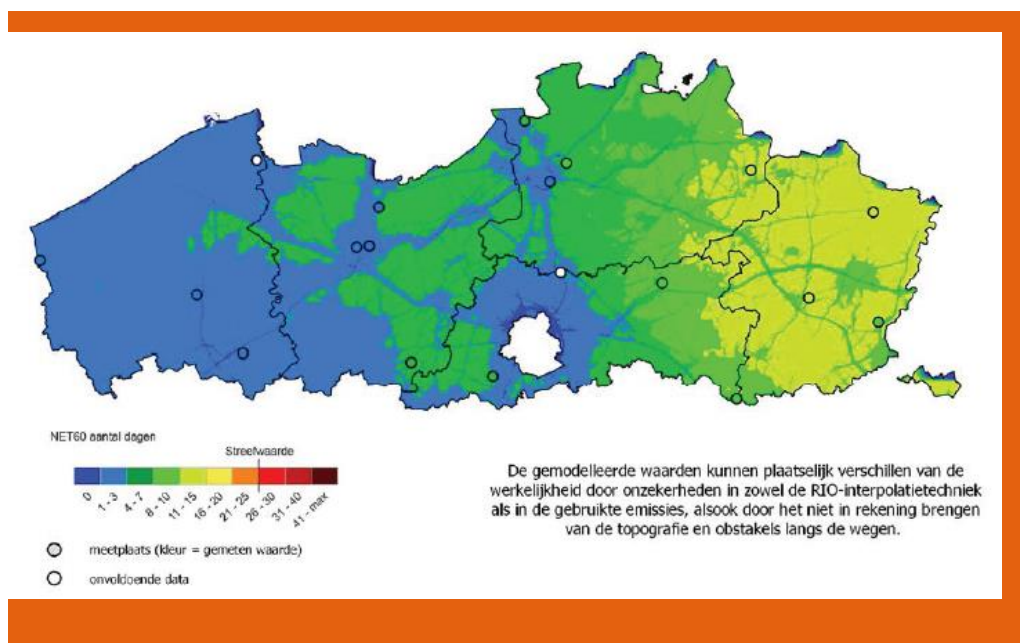 NET60 aantal dagen
Streefwaarde
0
1 - 3
4 - 7
8 - 10
11 - 15
16 - 20
21 - 25
26 - 30
31 - 40
41 - max
meetplaats (kleur = gemeten waarde)
onvoldoende data
De gemodelleerde waarden kunnen plaatselijk verschillen van de
werkelijkheid door onzekerheden in zowel de RIO-interpolatietechniek
als in de gebruikte emissies, alsook door het niet in rekening brengen
van de topografie en obstakels langs de wegen.